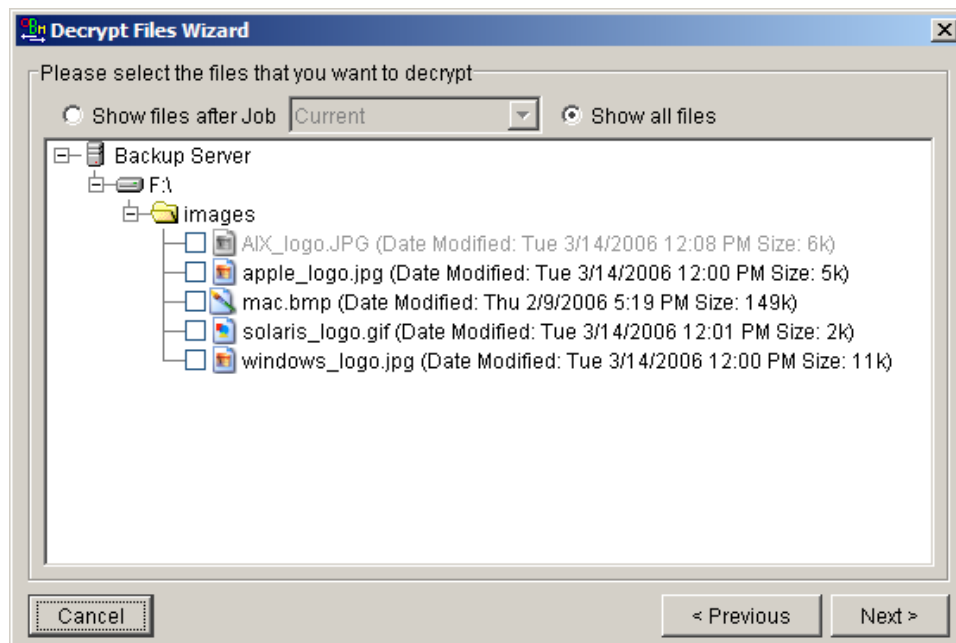 Decrypt Files Wizard
Please select the files that you want to decrypt
Show files after Job Current Show all files
Backup Server
F:\
images
AIX_logo.JPG (Date Modified: Tue 3/14/2006 12:08 PM Size: 6k)
apple_logo.jpg (Date Modified: Tue 3/14/2006 12:00 PM Size: 5k)
mac.bmp (Date Modified: Thu 2/9/2006 5:19 PM Size: 149k)
solaris_logo.gif (Date Modified: Tue 3/14/2006 12:01 PM Size: 2k)
windows_logo.jpg (Date Modified: Tue 3/14/2006 12:00 PM Size: 11k)
Cancel < Previous Next >